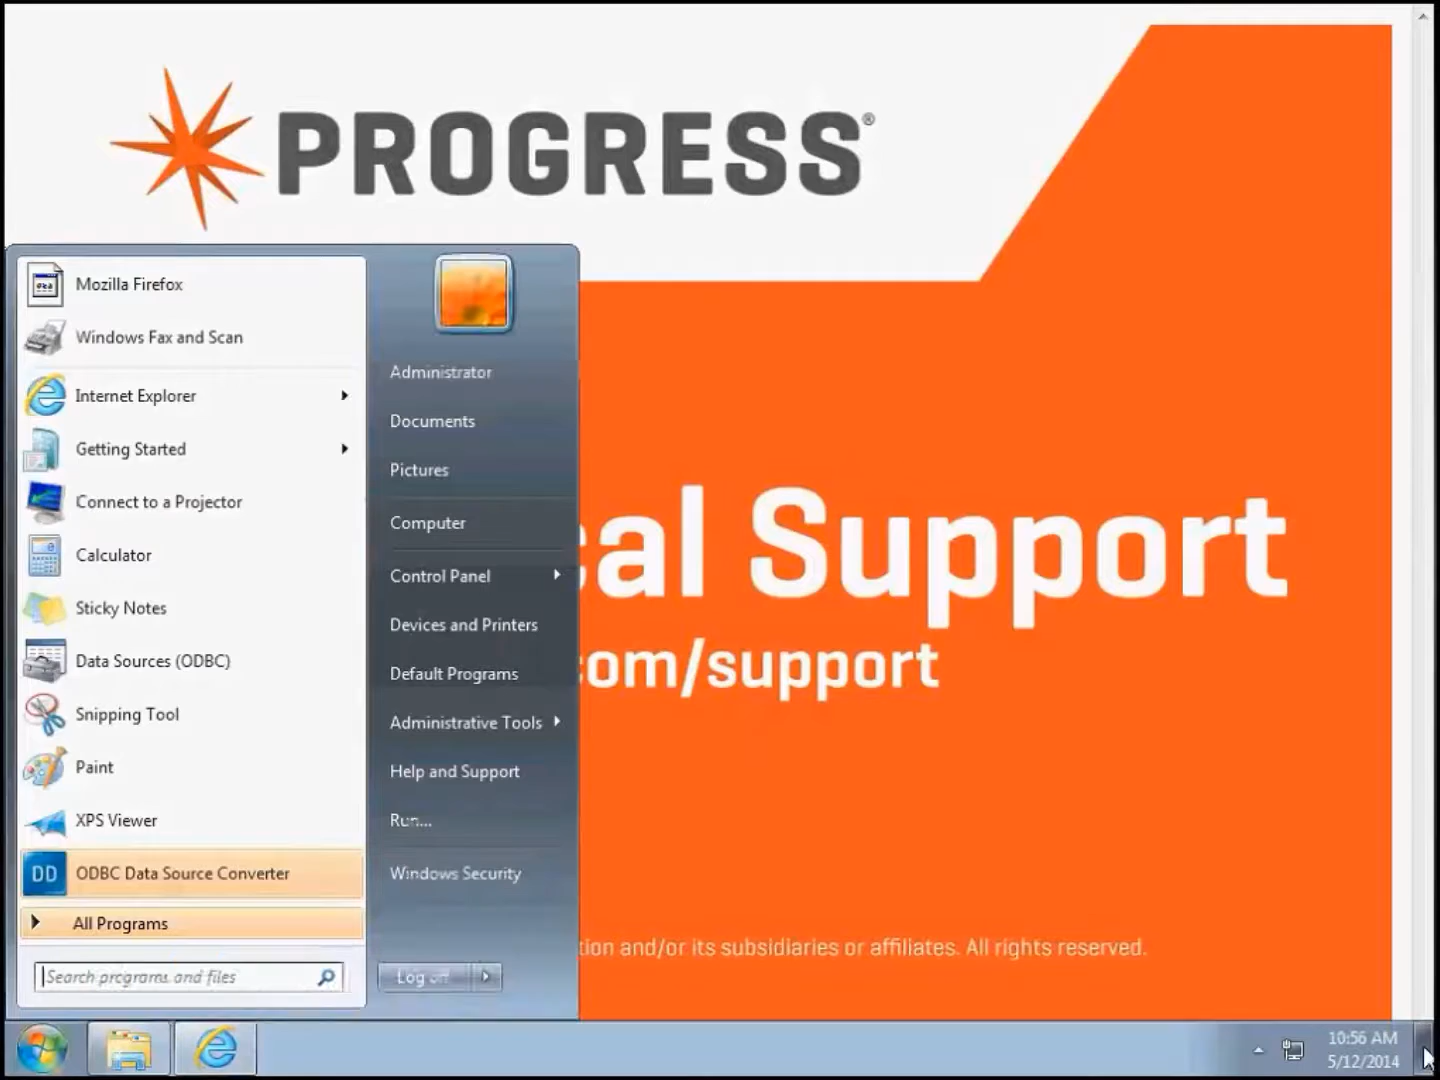 PROGRESS®
Mozilla Firefox
Windows Fax and Scan
Internet Explorer
Getting Started
Connect to a Projector
Calculator
Sticky Notes
Data Sources (ODBC)
Snipping Tool
Paint
XPS Viewer
DD ODBC Data Source Converter
All Programs
Search programs and files
Administrator
Documents
Pictures
Computer
Control Panel
Devices and Printers
Default Programs
Administrative Tools
Help and Support
Run...
Windows Security
Log off
cal Support
.com/support
tion and/or its subsidiaries or affiliates. All rights reserved.
10:56 AM
5/12/2014